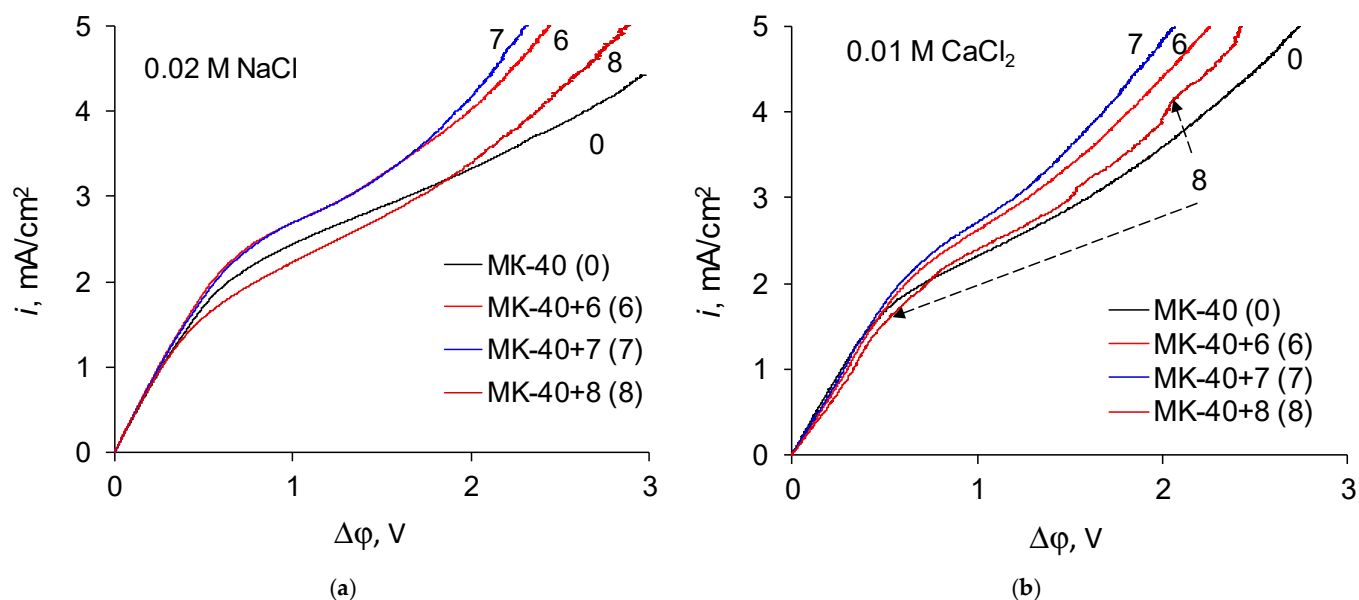 5
4
3
2
1
0
i, mA/cm²
0.02 M NaCl
7
6
8
0
МК-40 (0)
MK-40+6 (6)
MK-40+7 (7)
MK-40+8 (8)
0
1
2
3
Δφ, V
(a)
5
4
3
2
1
0
i, mA/cm²
0.01 M CaCl₂
7
6
0
8
MK-40 (0)
MK-40+6 (6)
MK-40+7 (7)
MK-40+8 (8)
0
1
2
3
Δφ, V
(b)